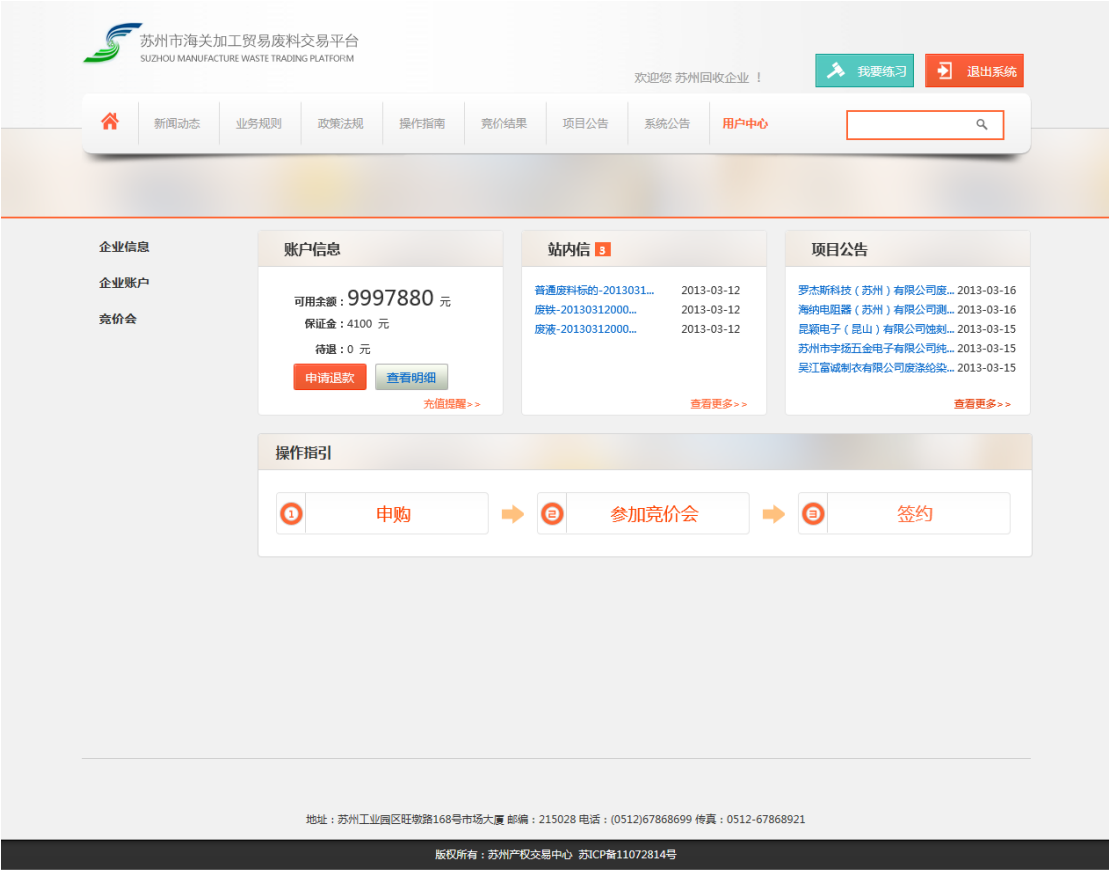 苏州市海关加工贸易废料交易平台
SUZHOU MANUFACTURE WASTE TRADING PLATFORM
欢迎您 苏州回收企业 ！
我要练习
退出系统
新闻动态 业务规则 政策法规 操作指南 竞价结果 项目公告 系统公告 用户中心
企业信息
企业账户
竞价会
账户信息
可用余额：9997880 元
保证金：4100 元
待退：0 元
申请退款 查看明细
充值提醒>>
站内信 3
普通废料标的-2013031... 2013-03-12
废铁-20130312000... 2013-03-12
废液-20130312000... 2013-03-12
查看更多>>
项目公告
罗杰斯科技（苏州）有限公司废... 2013-03-16
海纳电阻器（苏州）有限公司测... 2013-03-16
昆颖电子（昆山）有限公司蚀刻... 2013-03-15
苏州市宇扬五金电子有限公司纯... 2013-03-15
吴江富诚制衣有限公司废涤纶染... 2013-03-15
查看更多>>
操作指引
1 申购
2 参加竞价会
3 签约
地址：苏州工业园区旺墩路168号市场大厦 邮编：215028 电话：(0512)67868699 传真：0512-67868921
版权所有：苏州产权交易中心 苏ICP备11072814号